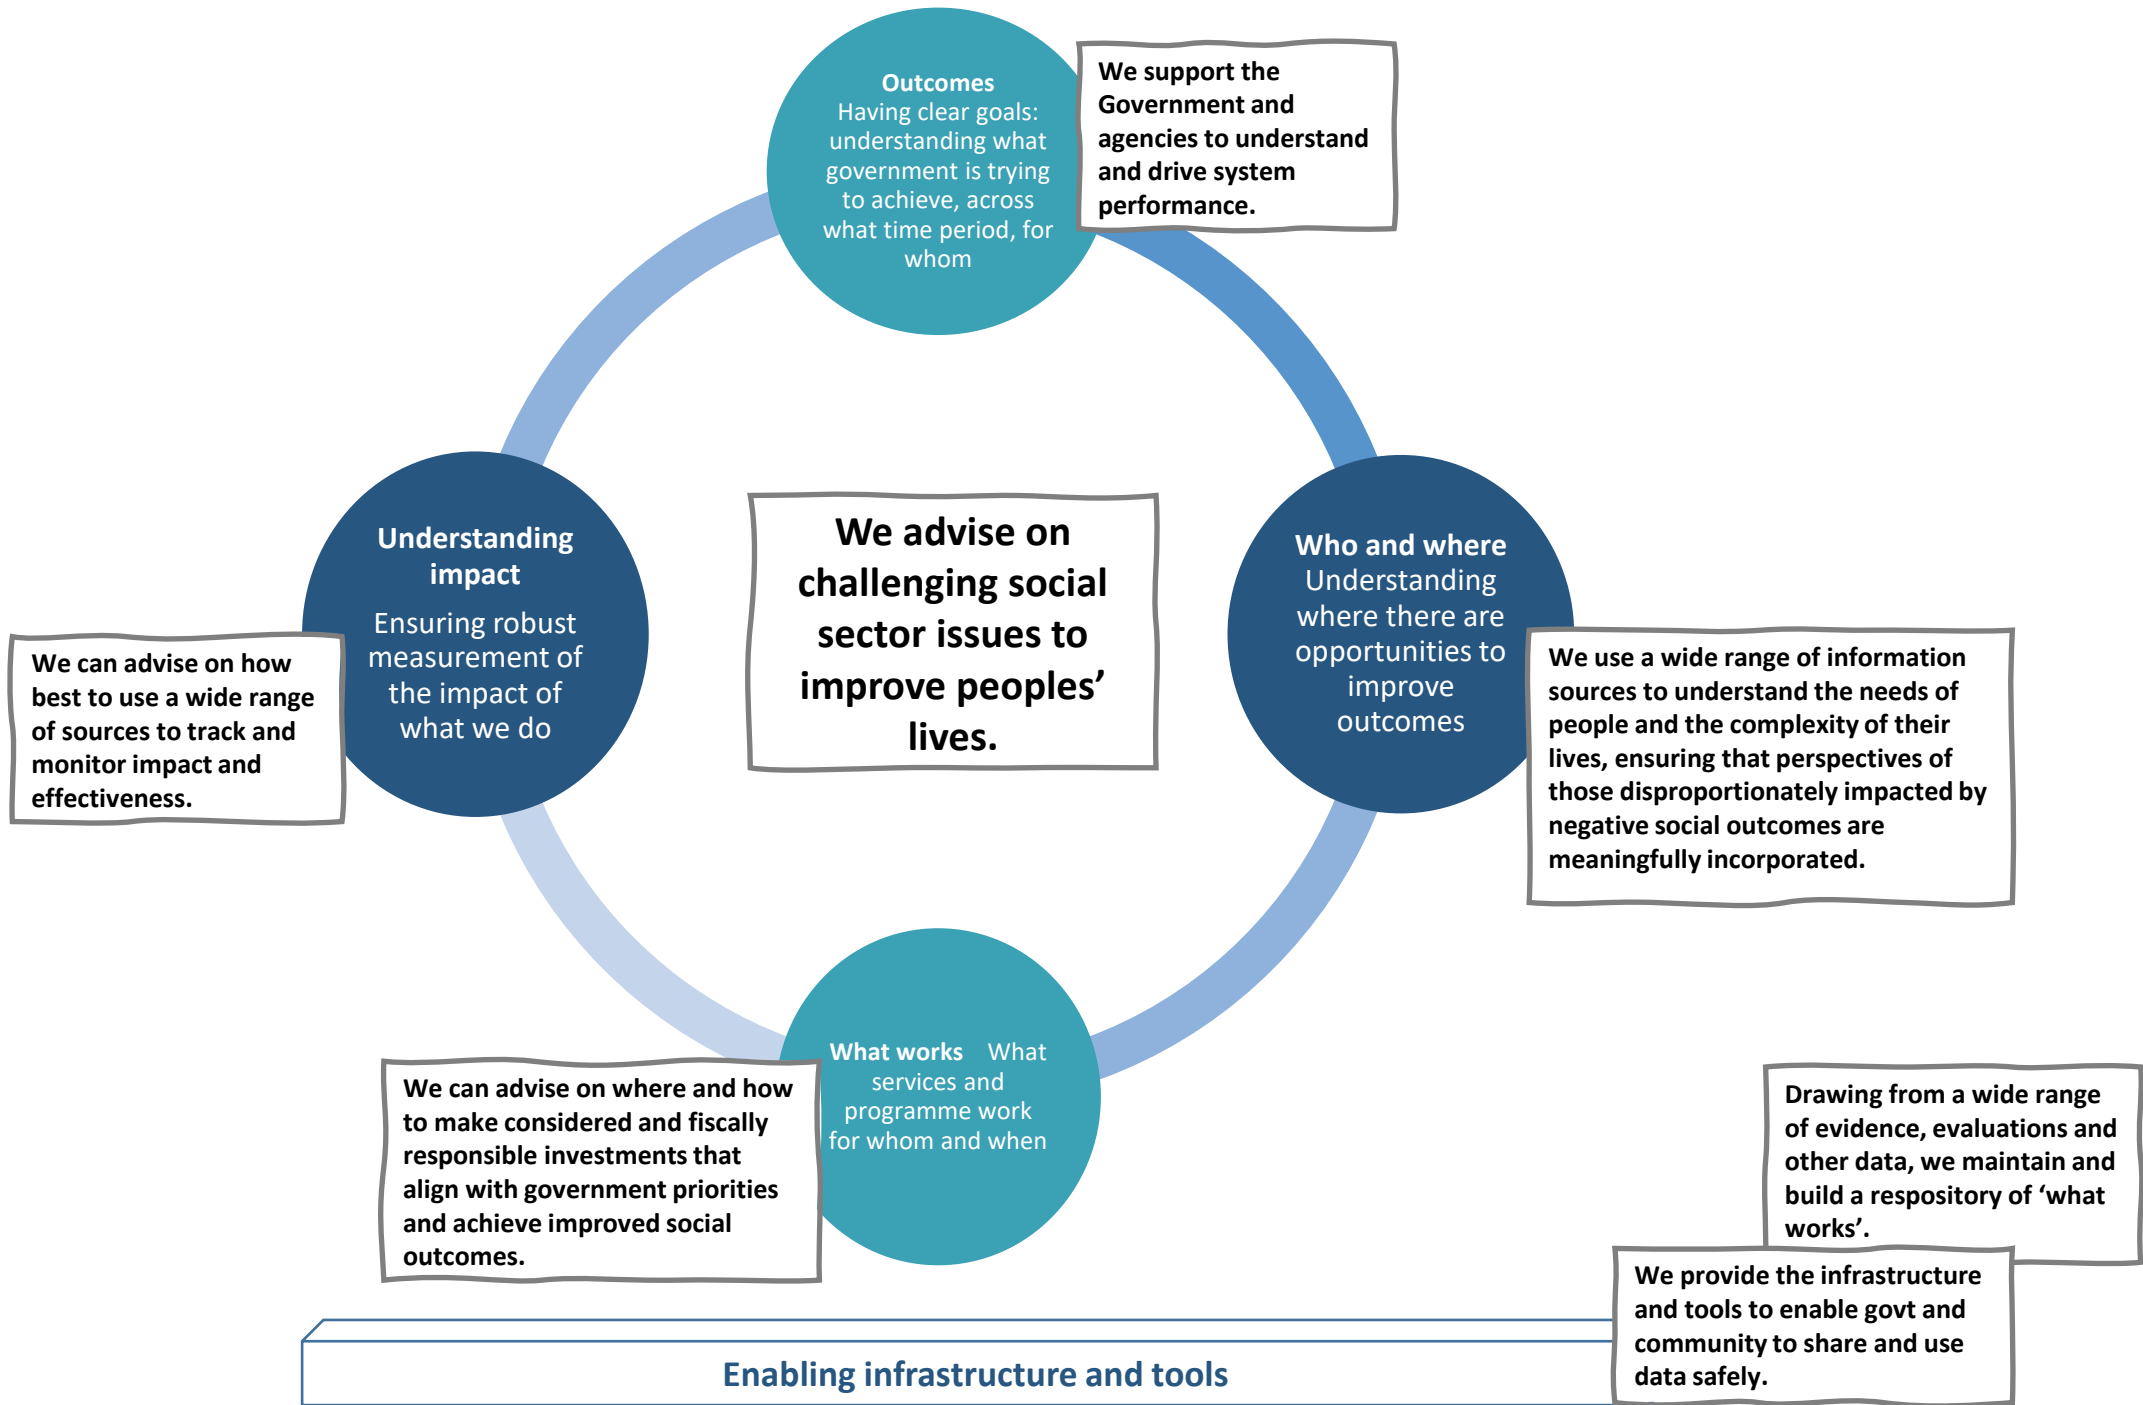 Outcomes
Having clear goals:
understanding what
government is trying
to achieve, across
what time period, for
whom
We support the
Government and
agencies to understand
and drive system
performance.
Understanding
impact
Ensuring robust
measurement of
the impact of
what we do
We can advise on how
best to use a wide range
of sources to track and
monitor impact and
effectiveness.
We advise on
challenging social
sector issues to
improve peoples’
lives.
Who and where
Understanding
where there are
opportunities to
improve
outcomes
We use a wide range of information
sources to understand the needs of
people and the complexity of their
lives, ensuring that perspectives of
those disproportionately impacted by
negative social outcomes are
meaningfully incorporated.
What works What
services and
programme work
for whom and when
We can advise on where and how
to make considered and fiscally
responsible investments that
align with government priorities
and achieve improved social
outcomes.
Drawing from a wide range
of evidence, evaluations and
other data, we maintain and
build a respository of ‘what
works’.
We provide the infrastructure
and tools to enable govt and
community to share and use
data safely.
Enabling infrastructure and tools